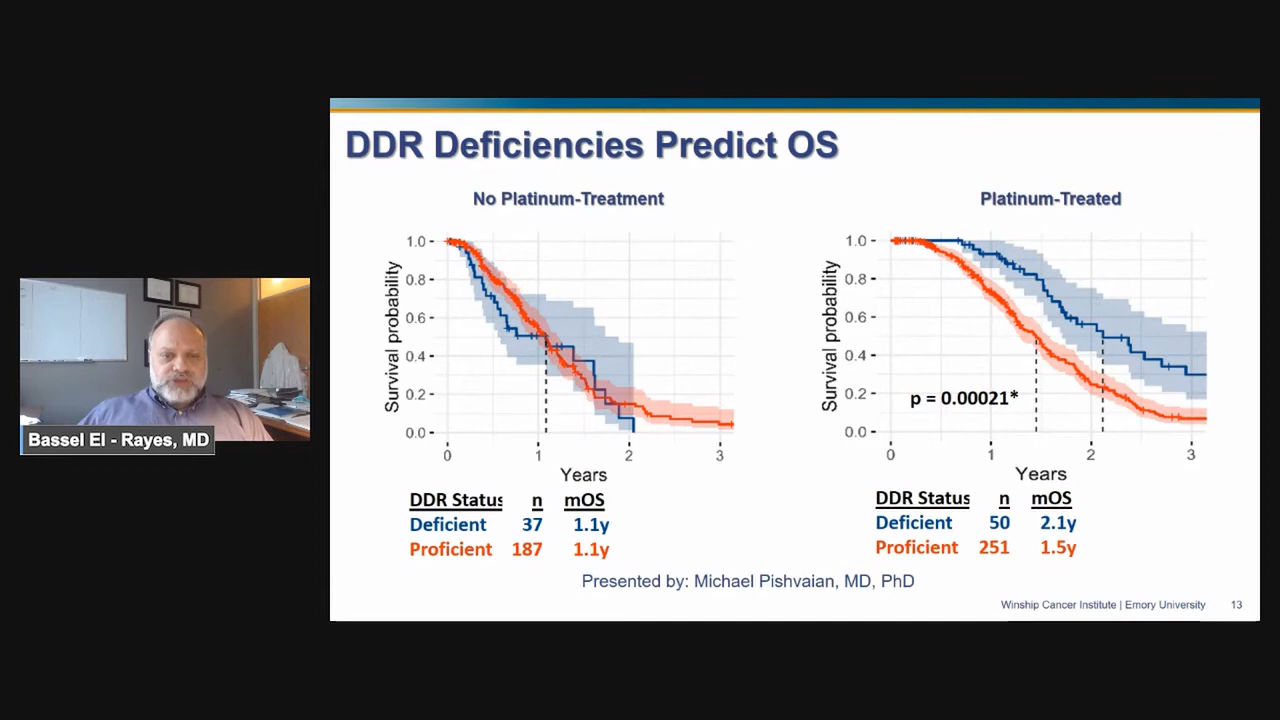 DDR Deficiencies Predict OS
No Platinum-Treatment
Platinum-Treated
Survival probability
1.0
0.8
0.6
0.4
0.2
0.0
0
1
2
3
Years
DDR Status n mOS
Deficient 37 1.1y
Proficient 187 1.1y
Survival probability
1.0
0.8
0.6
0.4
0.2
0.0
p = 0.00021*
0
1
2
3
Years
DDR Status n mOS
Deficient 50 2.1y
Proficient 251 1.5y
Presented by: Michael Pishvaian, MD, PhD
Winship Cancer Institute | Emory University 13
Bassel El - Rayes, MD